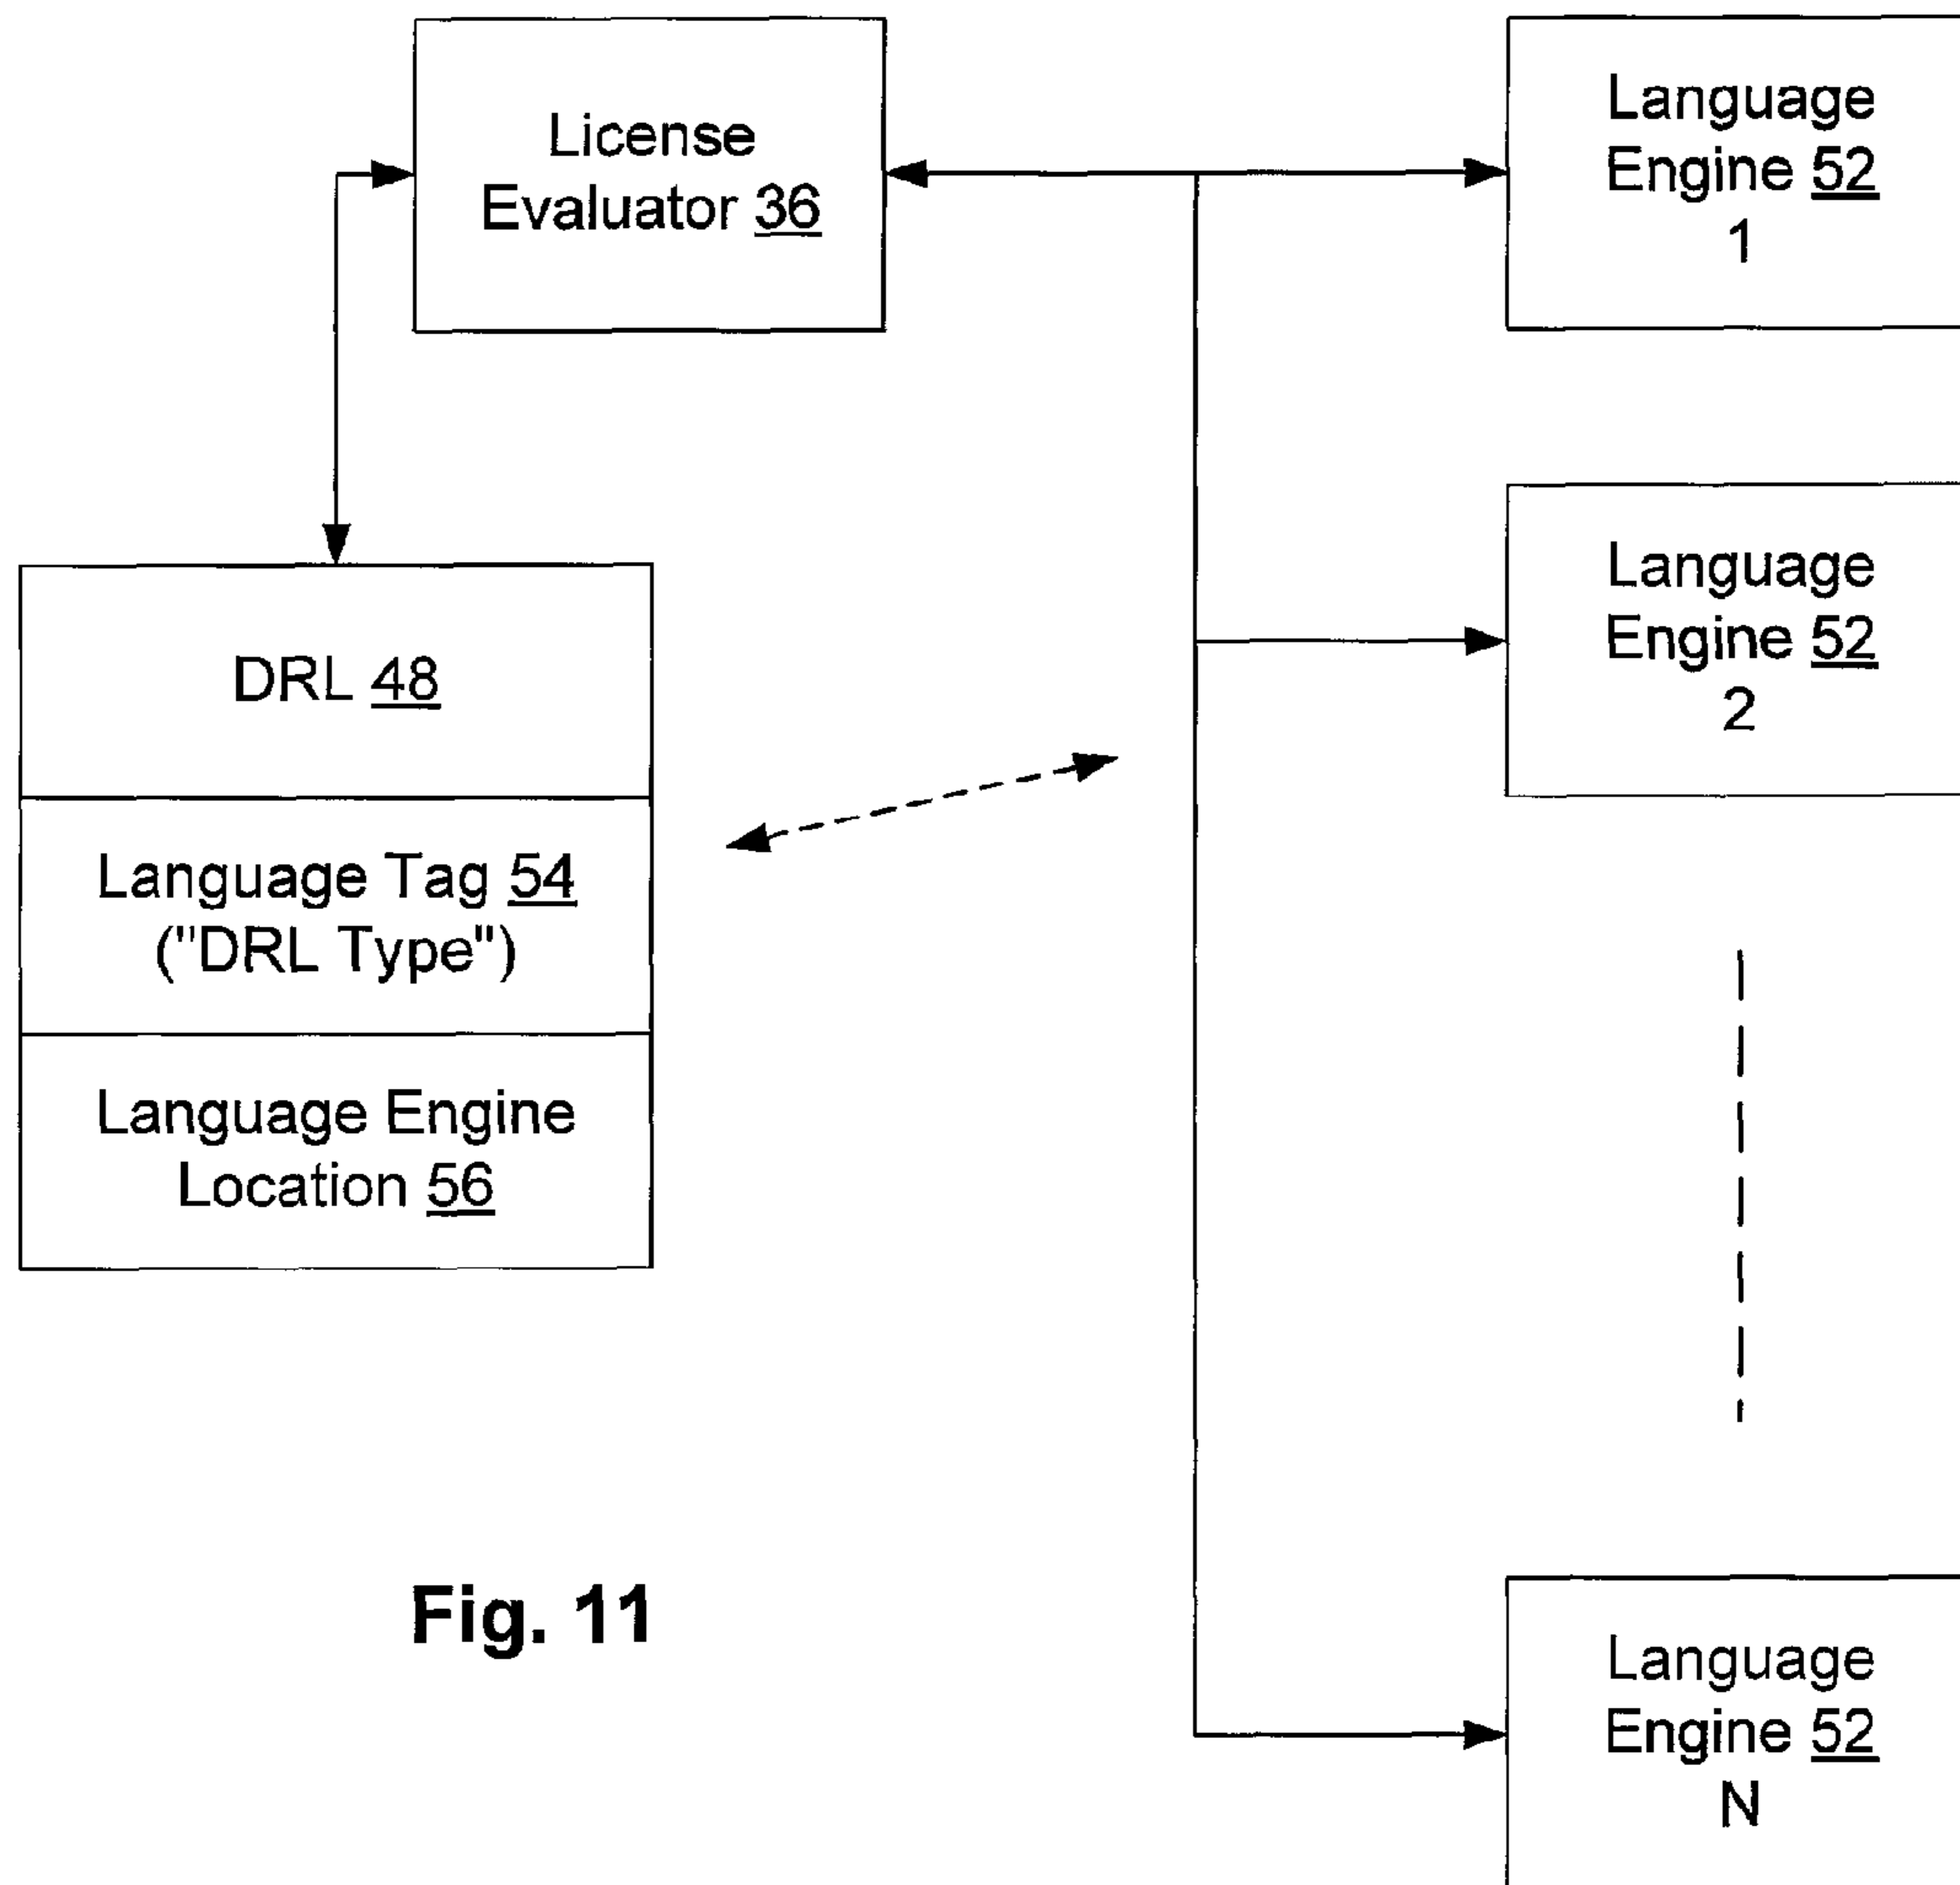 License
Evaluator 36
Language
Engine 52
1
Language
Engine 52
2
DRL 48
Language Tag 54
("DRL Type")
Language Engine
Location 56
Fig. 11
Language
Engine 52
N